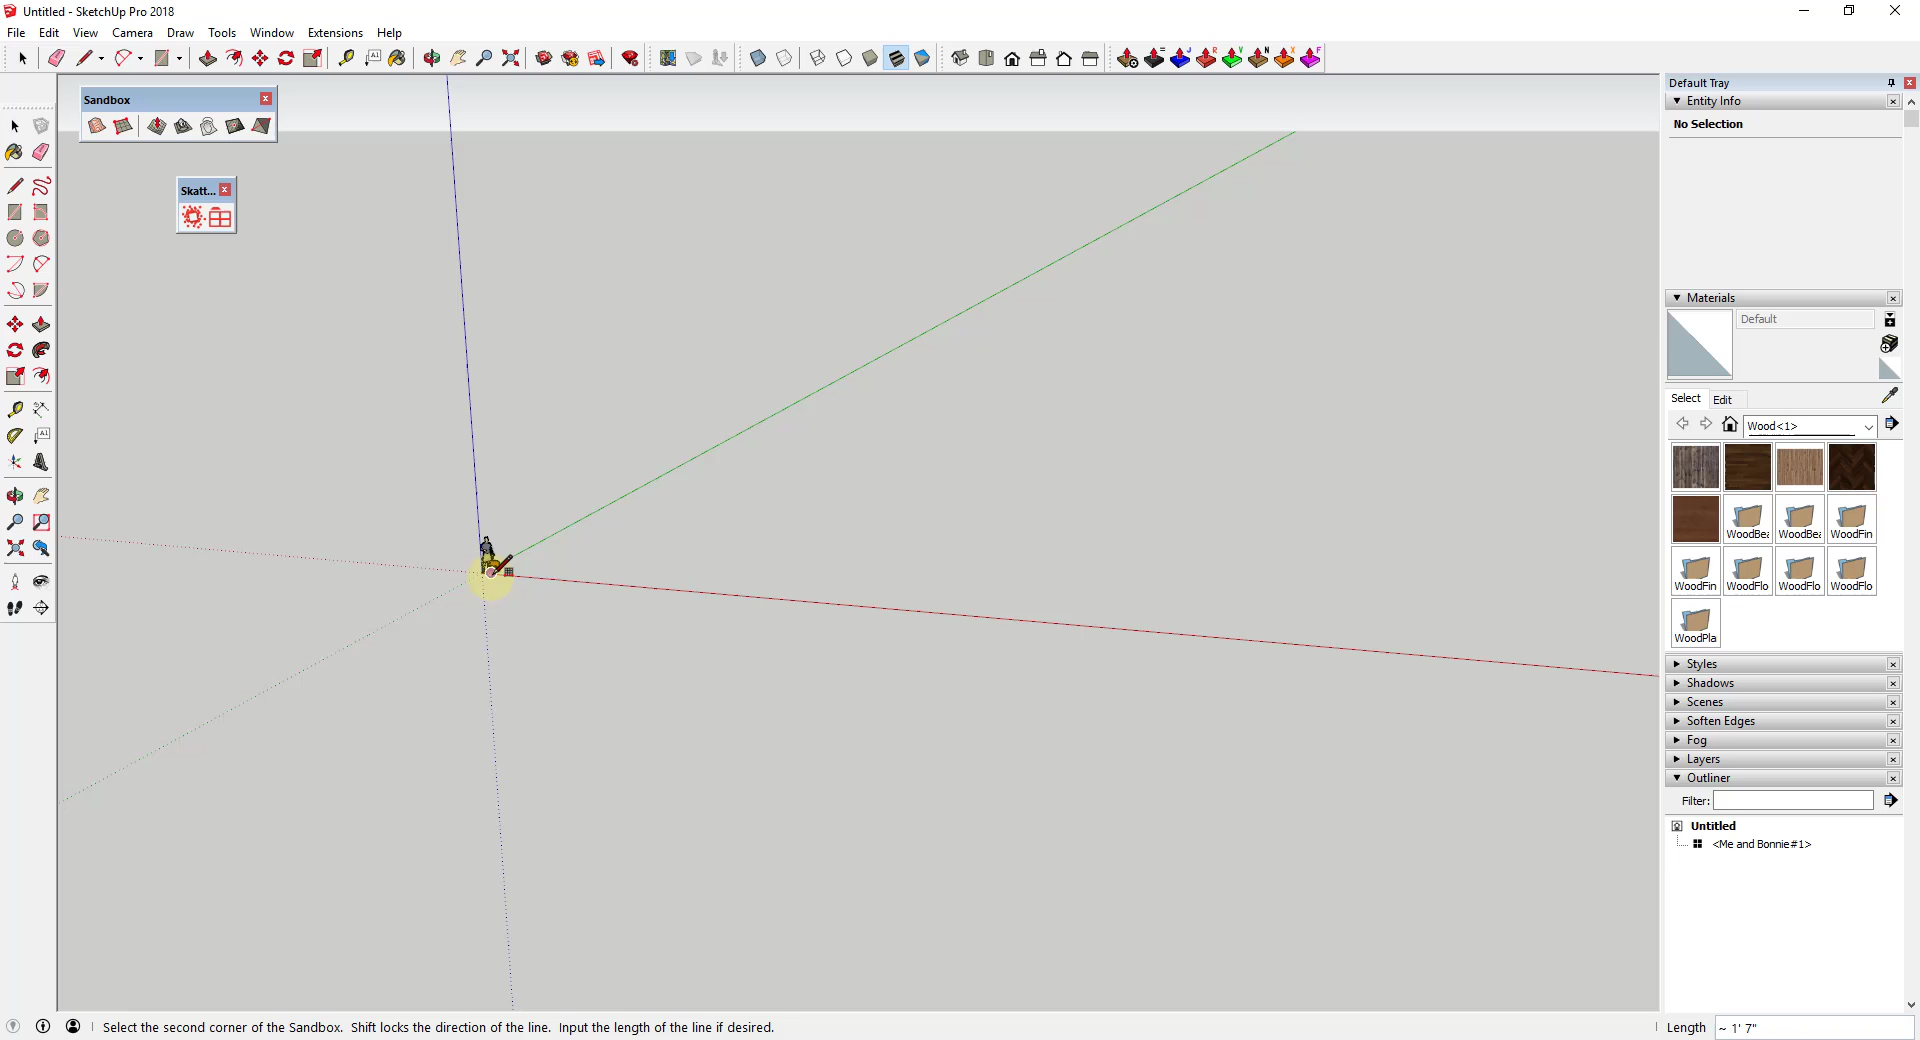 Untitled - SketchUp Pro 2018
File Edit View Camera Draw Tools Window Extensions Help
Default Tray
Sandbox
Entity Info
No Selection
Skatt...
Materials
Default
Select Edit
Wood<1>
WoodBea WoodBea WoodFin
WoodFin WoodFlo WoodFlo WoodFlo
WoodPla
Styles
Shadows
Scenes
Soften Edges
Fog
Layers
Outliner
Filter:
Untitled
<Me and Bonnie#1>
Select the second corner of the Sandbox. Shift locks the direction of the line. Input the length of the line if desired.
Length ~ 1' 7"